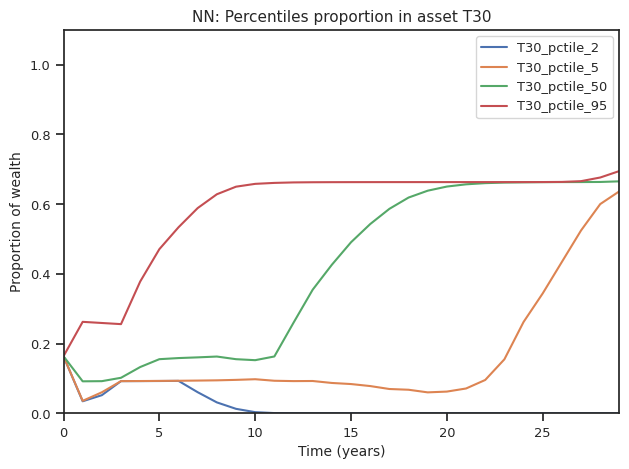 NN: Percentiles proportion in asset T30
T30_pctile_2
T30_pctile_5
T30_pctile_50
T30_pctile_95
Proportion of wealth
1.0
0.8
0.6
0.4
0.2
0.0
0 5 10 15 20 25
Time (years)